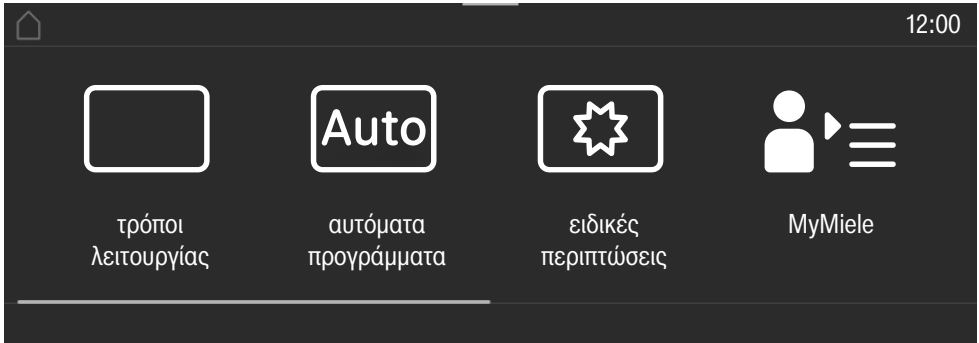 12:00
Auto
τρόποι
λειτουργίας
αυτόματα
προγράμματα
ειδικές
περιπτώσεις
MyMiele